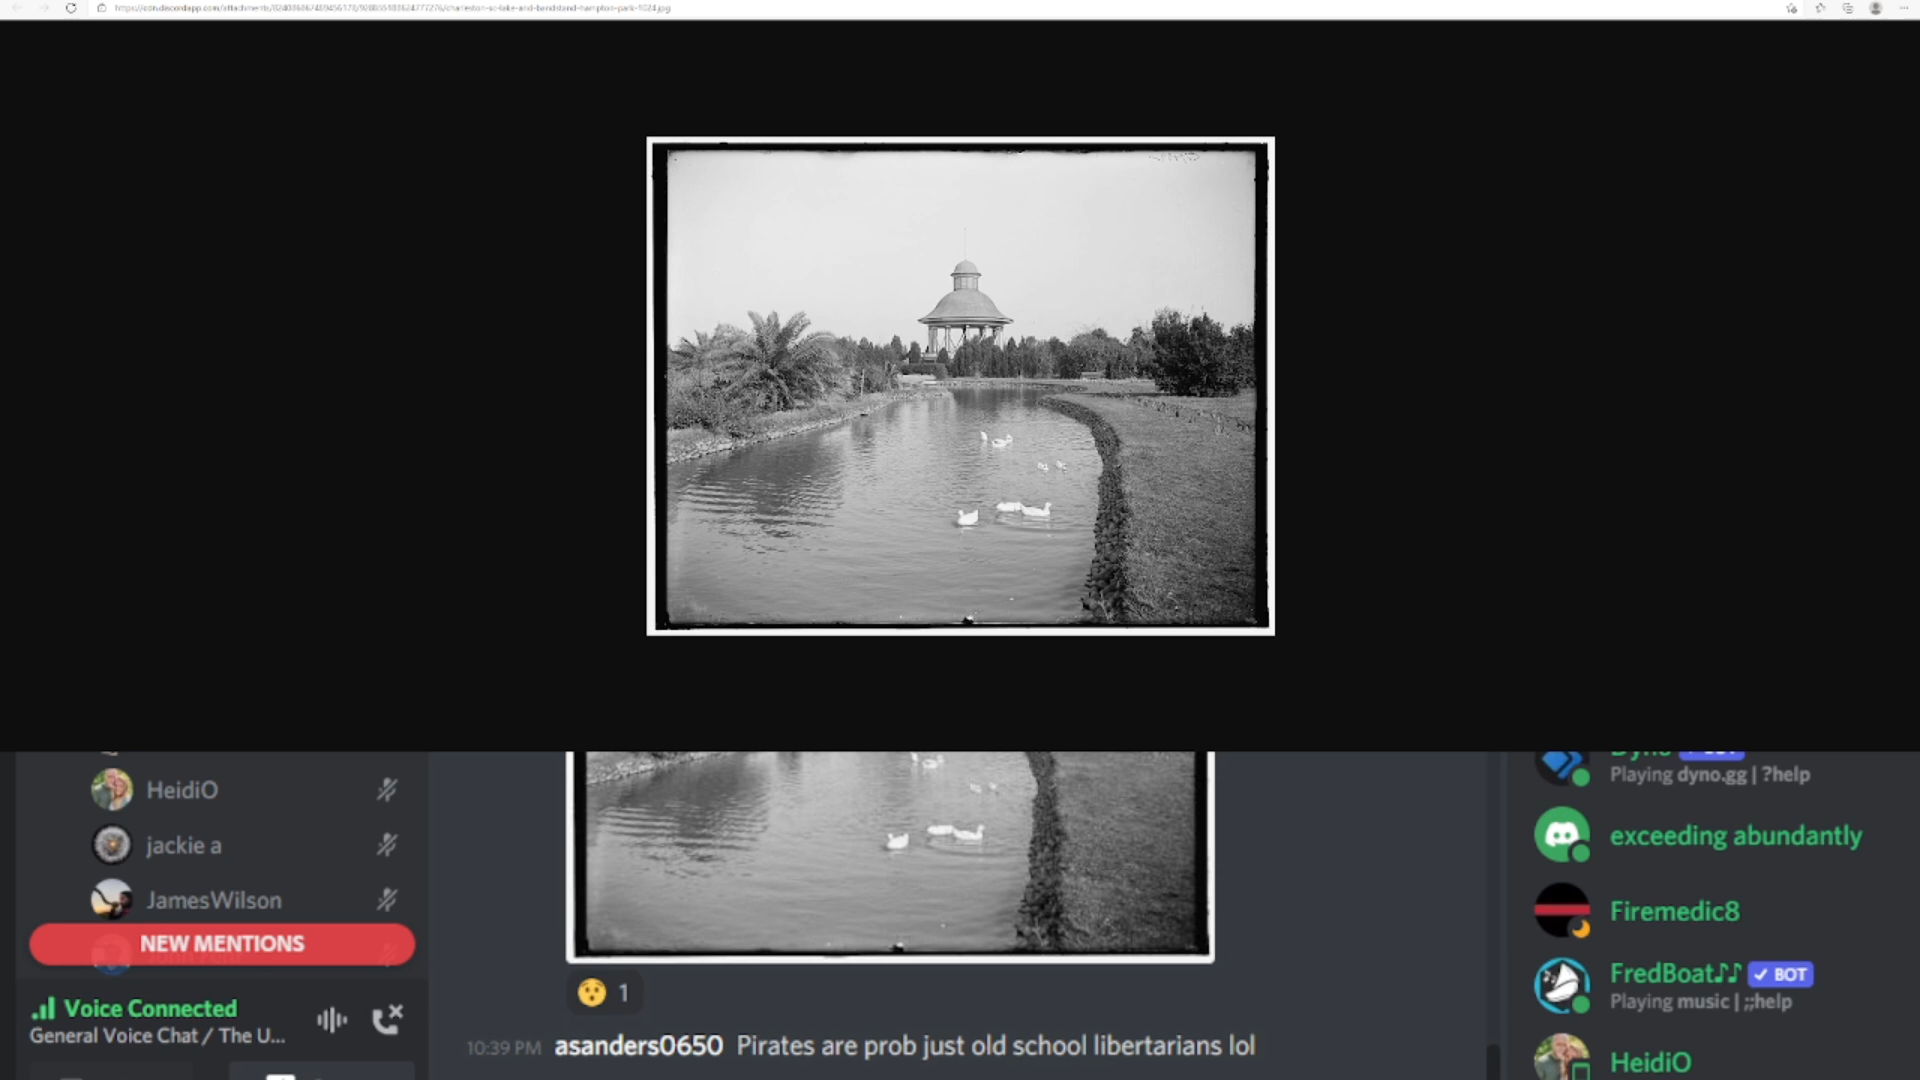 HeidiO
jackie a
JamesWilson
NEW MENTIONS
Voice Connected
General Voice Chat / The U...
1
10:39 PM asanders0650 Pirates are prob just old school libertarians lol
Playing dyno.gg | ?help
exceeding abundantly
Firemedic8
FredBoat♪♪ ✓ BOT
Playing music | ;;help
HeidiO